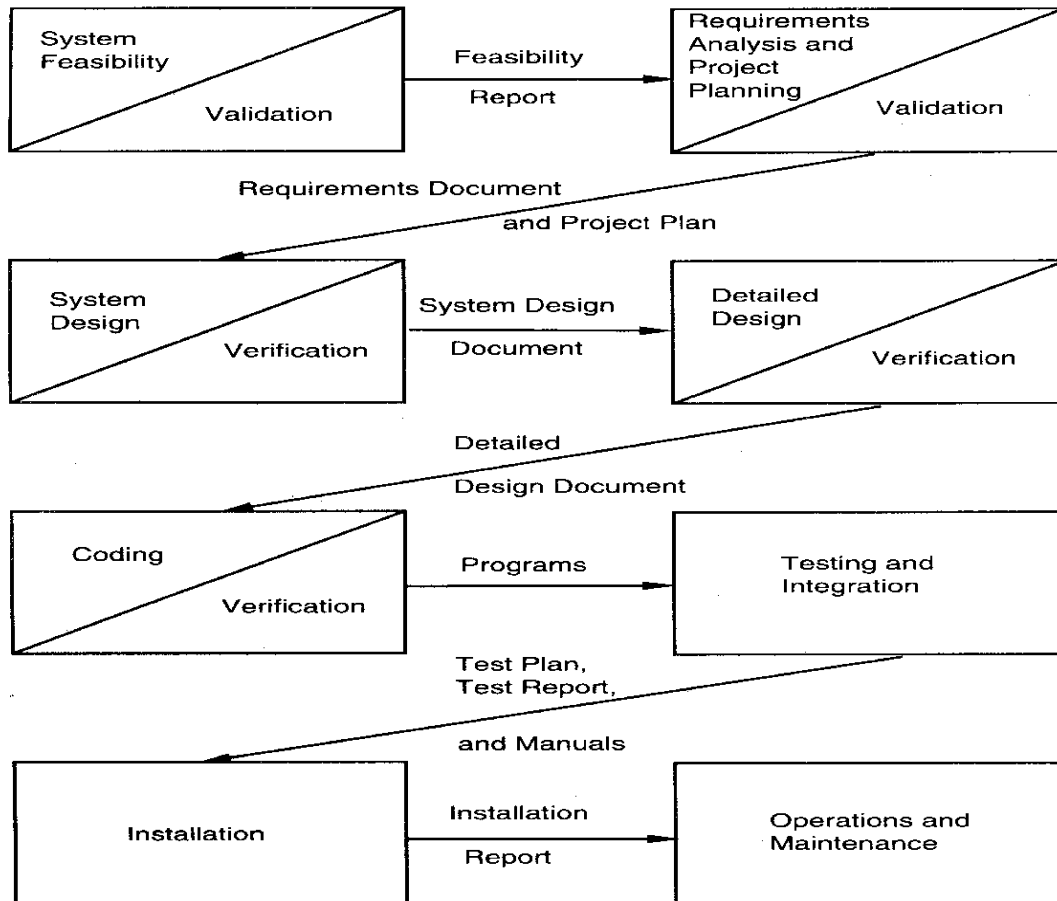 System
Feasibility
Validation
Feasibility
Report
Requirements
Analysis and
Project
Planning
Validation
Requirements Document
and Project Plan
System
Design
Verification
System Design
Document
Detailed
Design
Verification
Detailed
Design Document
Coding
Verification
Programs
Testing and
Integration
Test Plan,
Test Report,
and Manuals
Installation
Installation
Report
Operations and
Maintenance